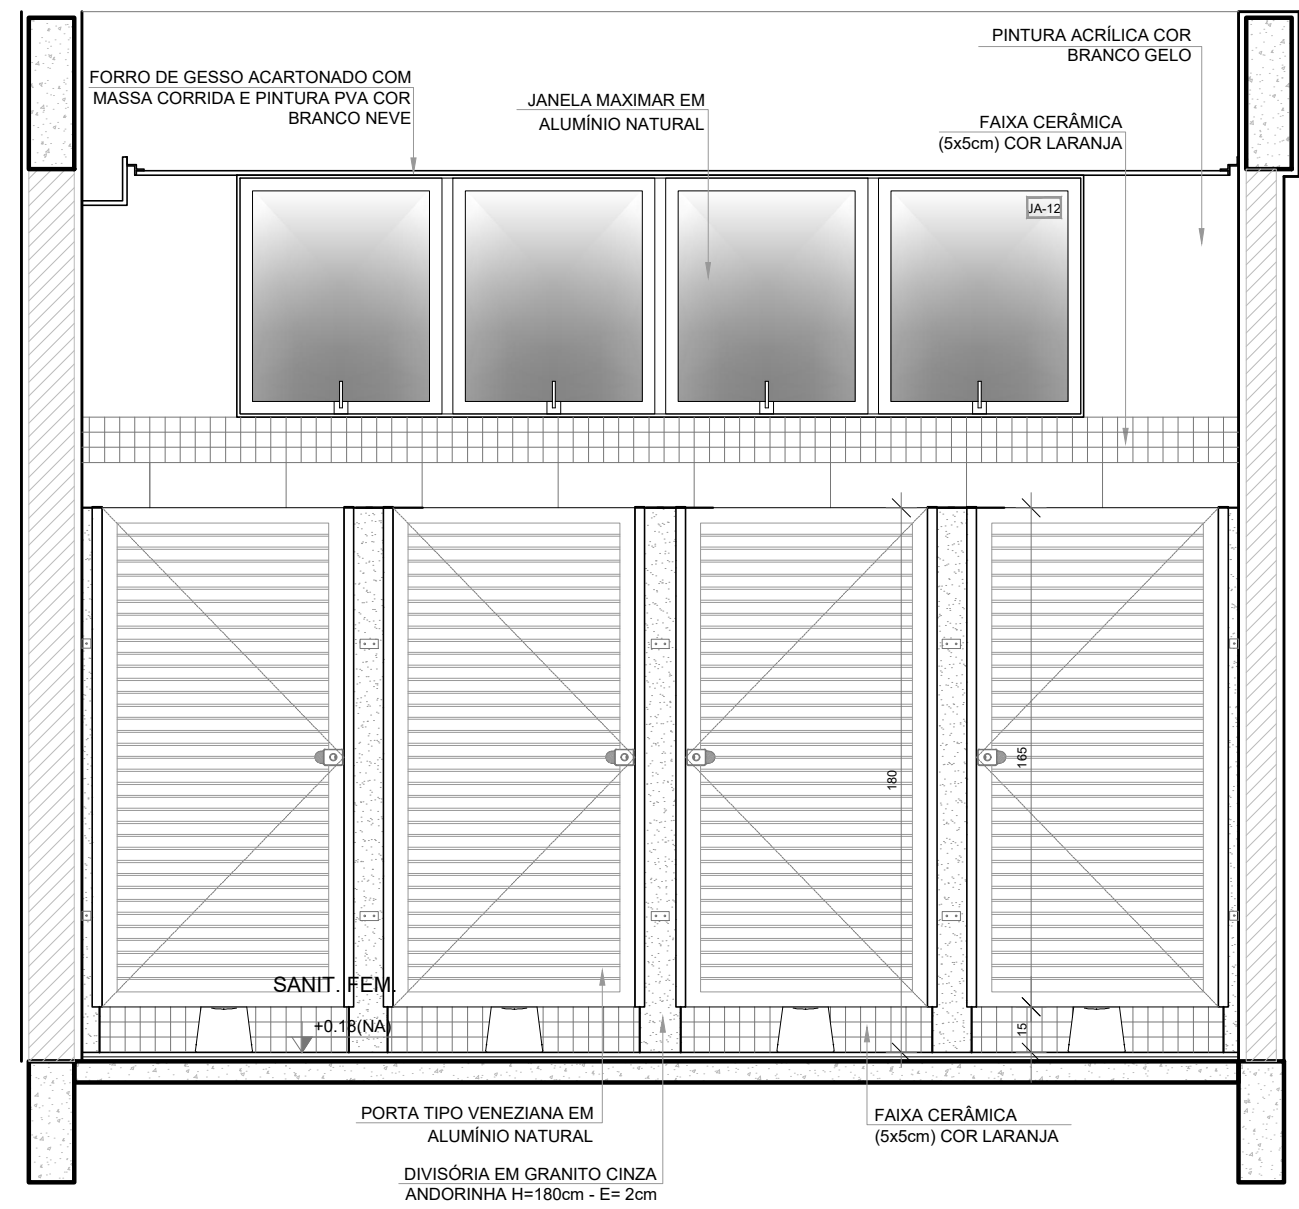 PINTURA ACRÍLICA COR
BRANCO GELO
FORRO DE GESSO ACARTONADO COM
MASSA CORRIDA E PINTURA PVA COR
BRANCO NEVE
JANELA MAXIMAR EM
ALUMÍNIO NATURAL
FAIXA CERÂMICA
(5x5cm) COR LARANJA
JA-12
180
165
SANIT. FEM.
+0.18(NA)
15
PORTA TIPO VENEZIANA EM
ALUMÍNIO NATURAL
FAIXA CERÂMICA
(5x5cm) COR LARANJA
DIVISÓRIA EM GRANITO CINZA
ANDORINHA H=180cm - E= 2cm